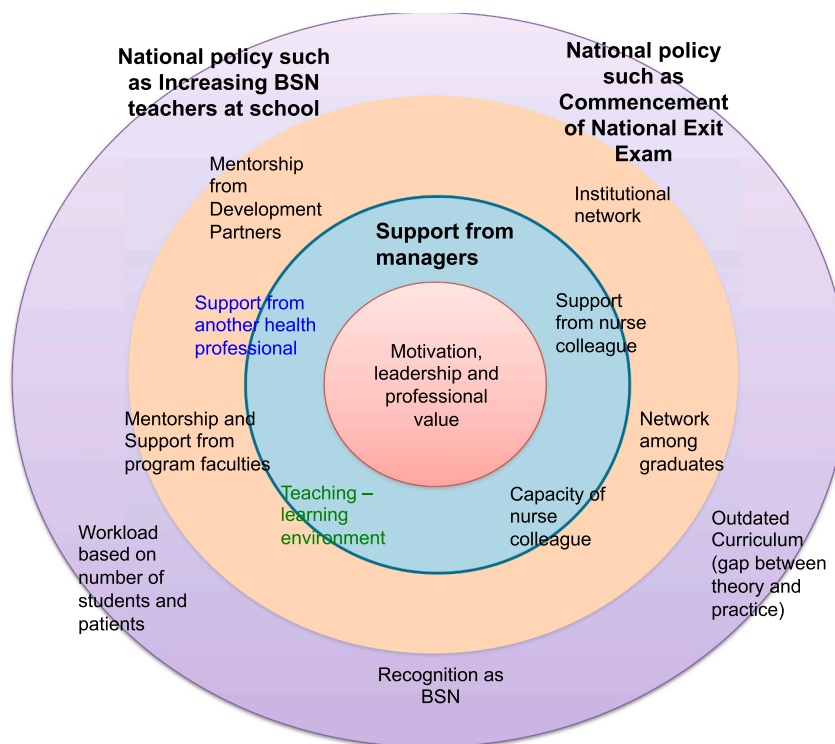 National policy such
as Increasing BSN
teachers at school
National policy
such as
Commencement
of National Exit
Exam
Mentorship
from
Development
Partners
Institutional
network
Support from
managers
Support from
another health
professional
Support
from nurse
colleague
Motivation,
leadership and
professional
value
Mentorship and
Support from
program faculties
Network
among
graduates
Teaching –
learning
environment
Capacity of
nurse
colleague
Workload
based on
number of
students and
patients
Outdated
Curriculum
(gap between
theory and
practice)
Recognition as
BSN